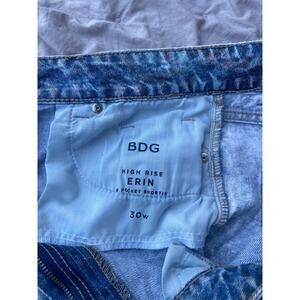 BDG
HIGH RISE
ERIN
5 POCKET SHORTIE
30W